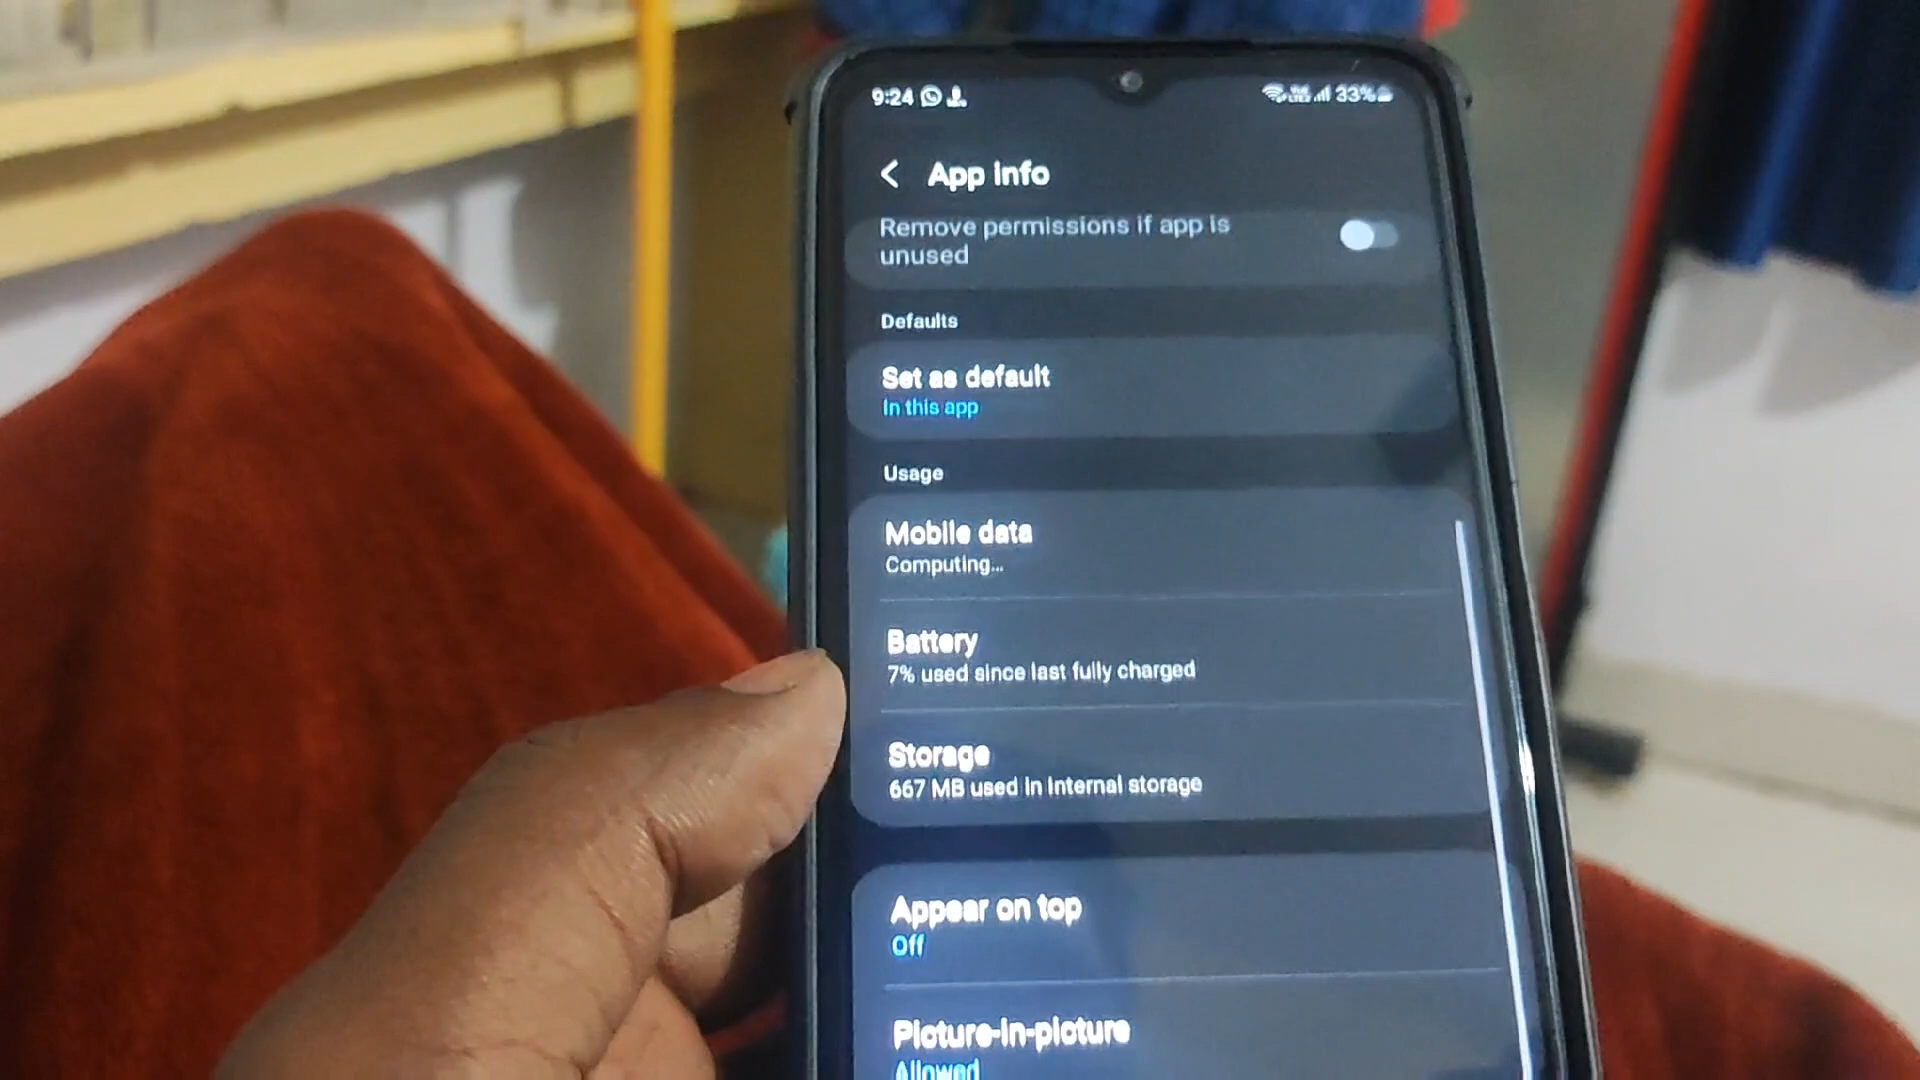 9:24 33%
App info
Remove permissions if app is
unused
Defaults
Set as default
In this app
Usage
Mobile data
Computing...
Battery
7% used since last fully charged
Storage
667 MB used in Internal storage
Appear on top
Off
Picture-in-picture
Allowed